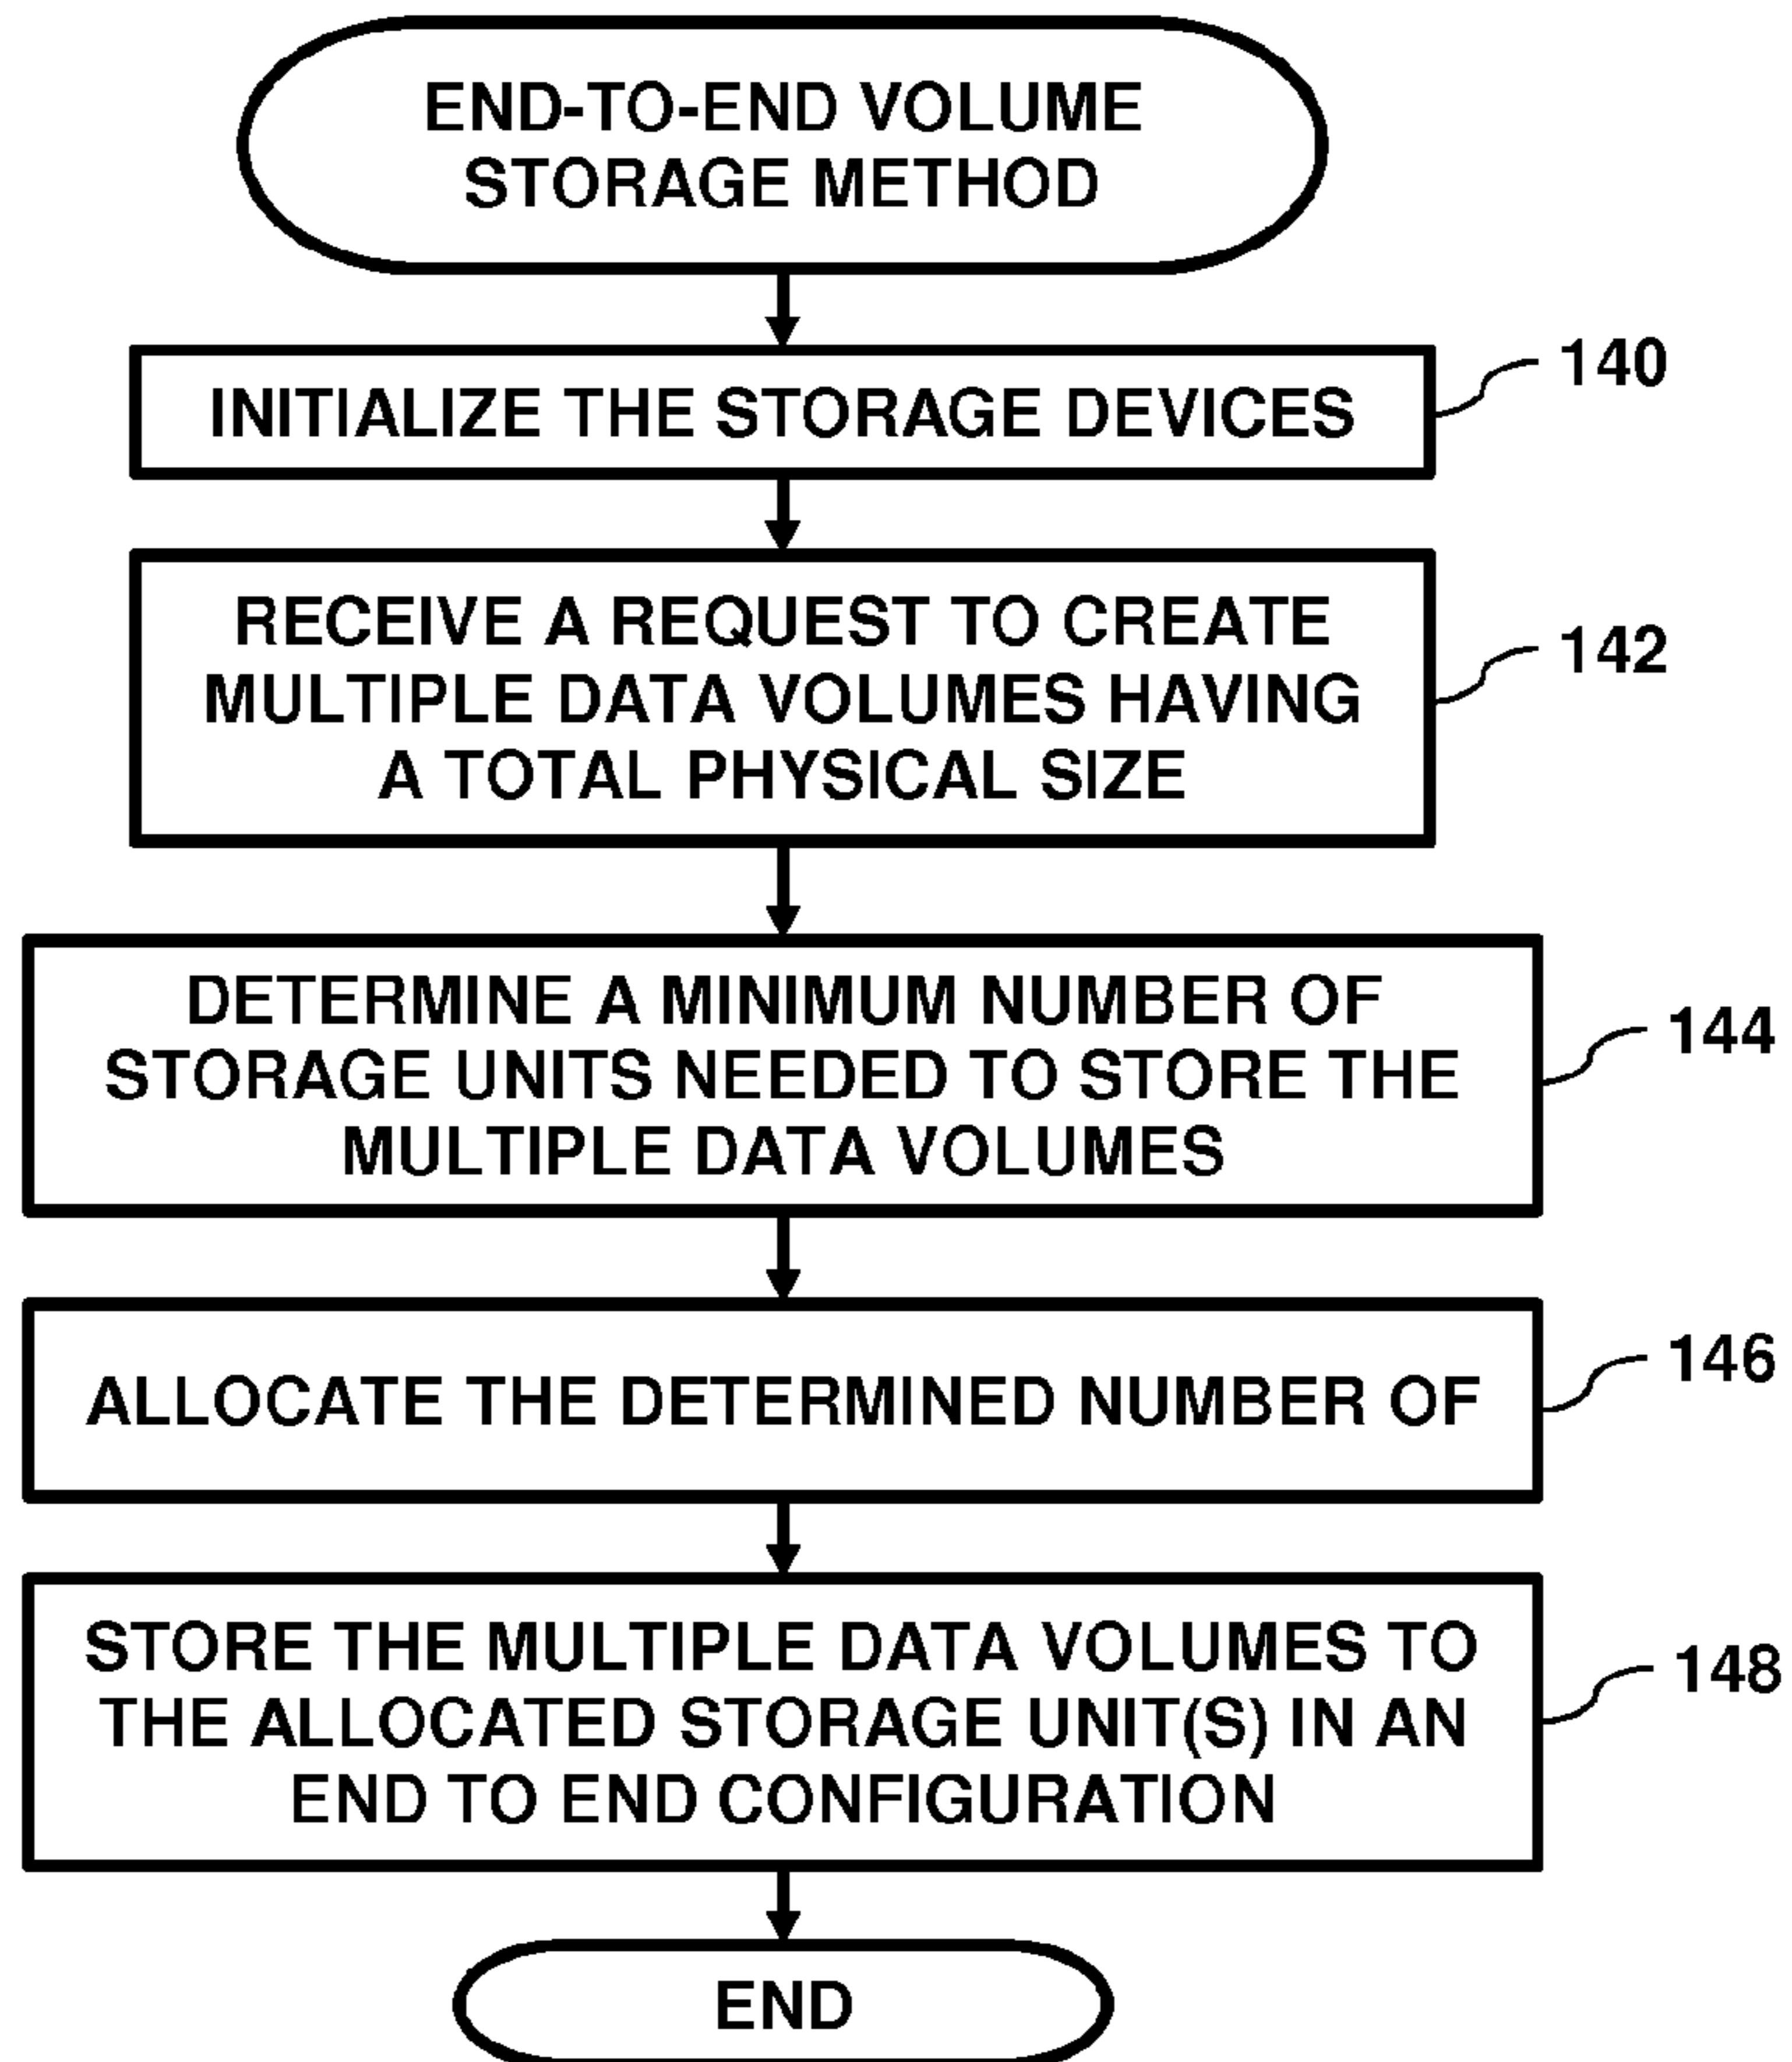 END-TO-END VOLUME
STORAGE METHOD
INITIALIZE THE STORAGE DEVICES
140
RECEIVE A REQUEST TO CREATE
MULTIPLE DATA VOLUMES HAVING
A TOTAL PHYSICAL SIZE
142
DETERMINE A MINIMUM NUMBER OF
STORAGE UNITS NEEDED TO STORE THE
MULTIPLE DATA VOLUMES
144
ALLOCATE THE DETERMINED NUMBER OF
146
STORE THE MULTIPLE DATA VOLUMES TO
THE ALLOCATED STORAGE UNIT(S) IN AN
END TO END CONFIGURATION
148
END